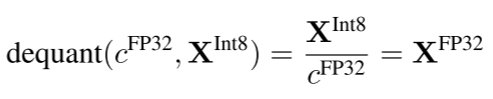 dequant(c^FP32, X^Int8) = X^Int8 / c^FP32 = X^FP32